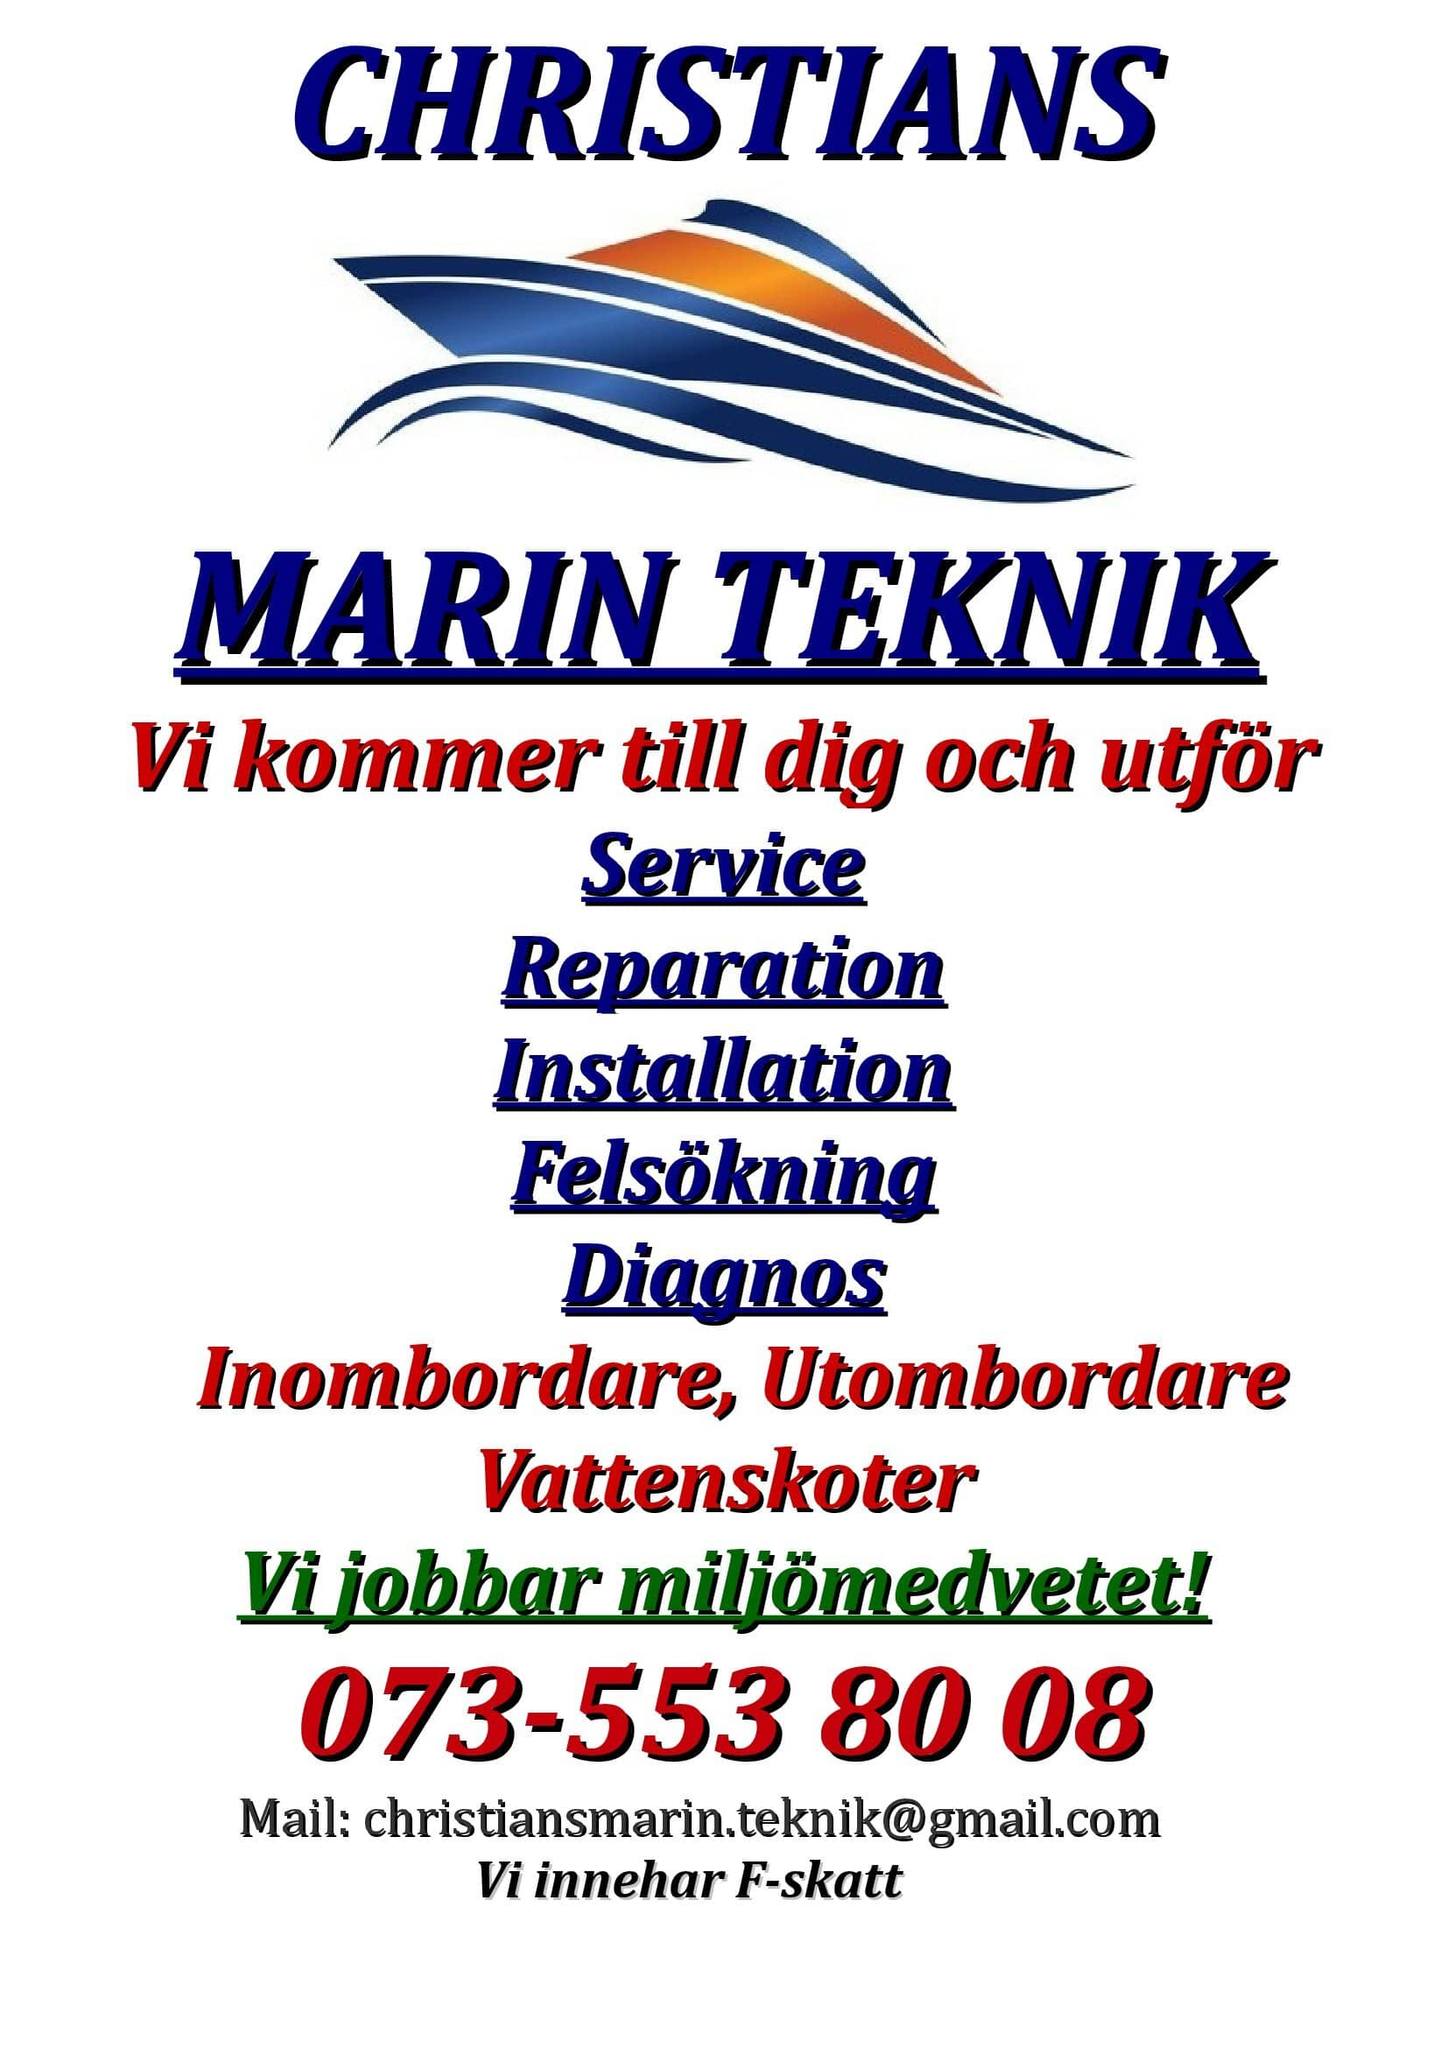 CHRISTIANS
MARIN TEKNIK
Vi kommer till dig och utför
Service
Reparation
Installation
Felsökning
Diagnos
Inombordare, Utombordare
Vattenskoter
Vi jobbar miljömedvetet!
073-553 80 08
Mail: christiansmarin.teknik@gmail.com
Vi innehar F-skatt